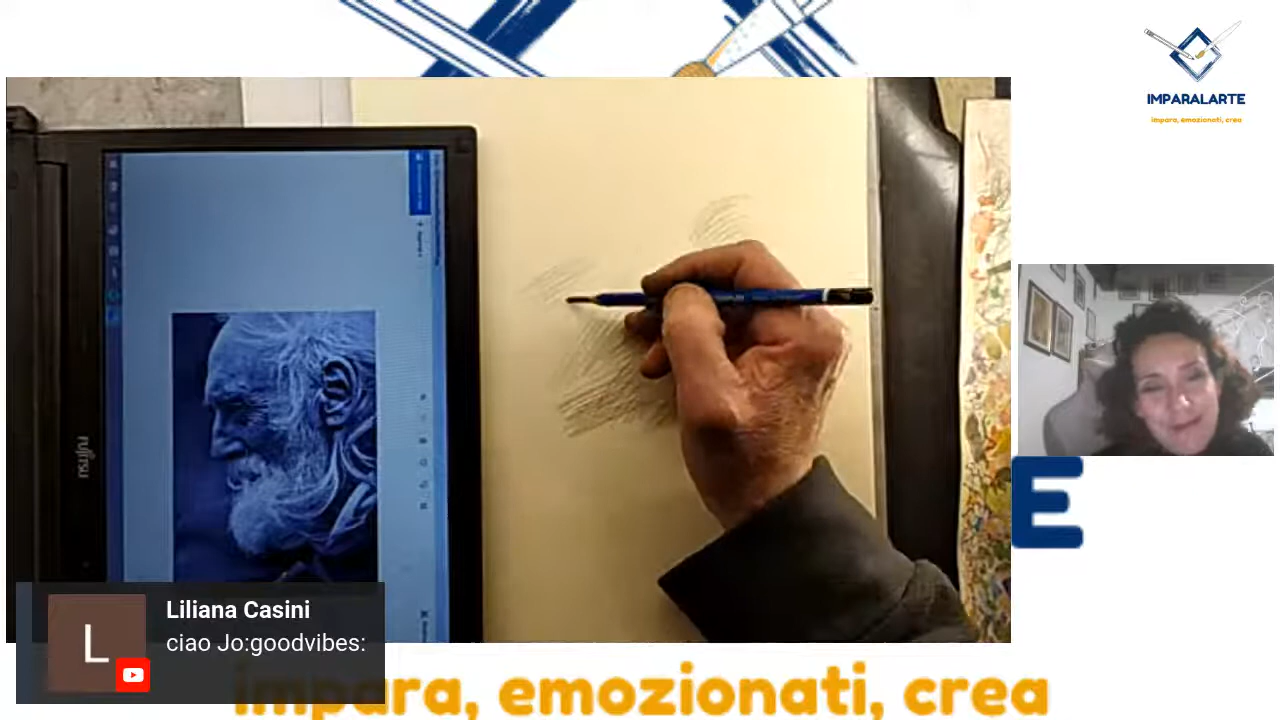 IMPARALARTE
impara, emozionati, crea
FUJITSU
E
L
Liliana Casini
ciao Jo:goodvibes:
impara, emozionati, crea